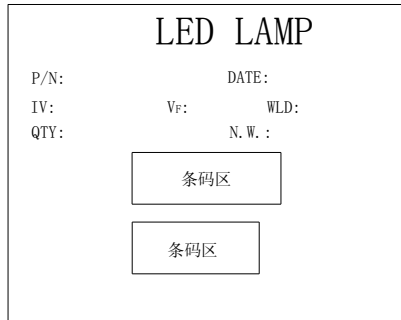 LED LAMP
P/N: DATE:
IV: VF: WLD:
QTY: N.W.:
条码区
条码区